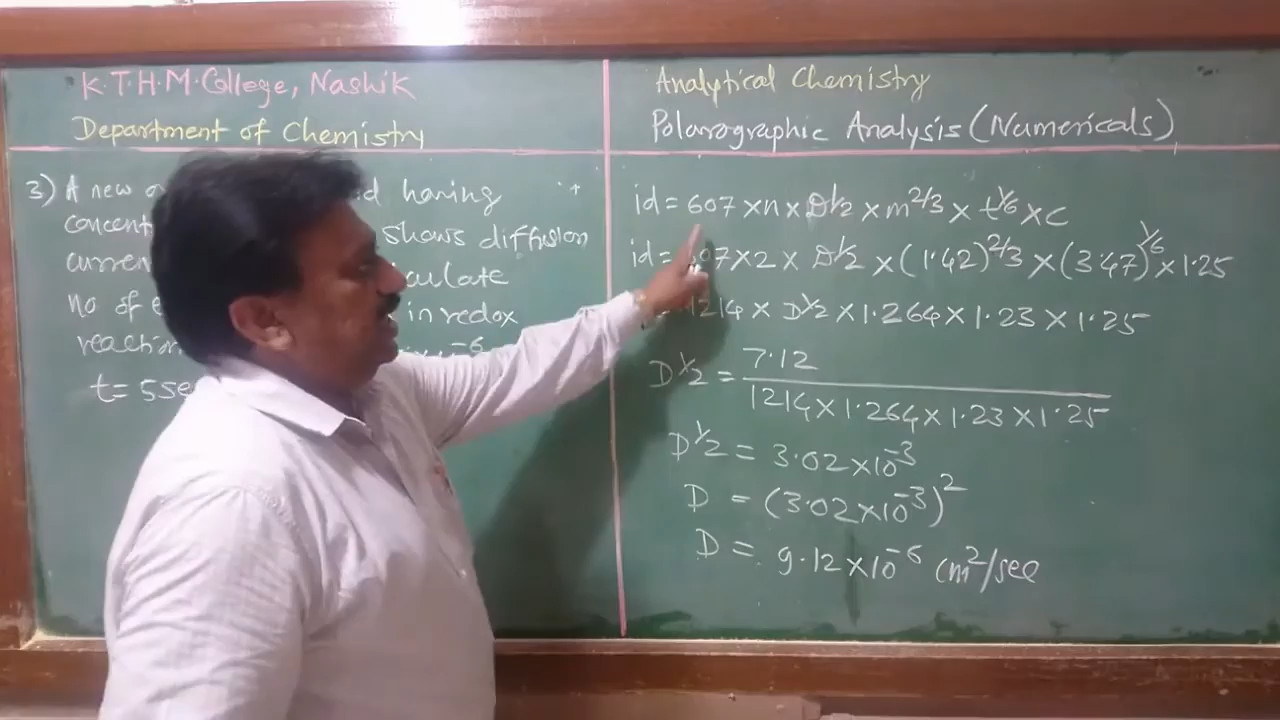 K.T.H.M. College, Nashik
Department of Chemistry
3) A new having
concent shows diffusion
curren culate
no of e in redox
reaction
t = 5 se
Analytical Chemistry
Polarographic Analysis (Numericals)
id = 607 × n × D½ × m^2/3 × t^1/6 × C
id = 607 × 2 × D½ × (1.42)^2/3 × (3.47)^1/6 × 1.25
1214 × D½ × 1.264 × 1.23 × 1.25
D½ = 7.12
1214 × 1.264 × 1.23 × 1.25
D½ = 3.02 × 10^-3
D = (3.02 × 10^-3)^2
D = 9.12 × 10^-6 cm^2/sec